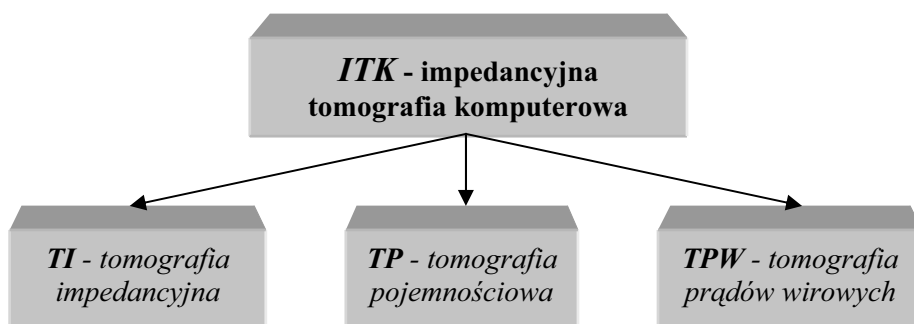 ITK - impedancyjna
tomografia komputerowa
TI - tomografia
impedancyjna
TP - tomografia
pojemnościowa
TPW - tomografia
prądów wirowych